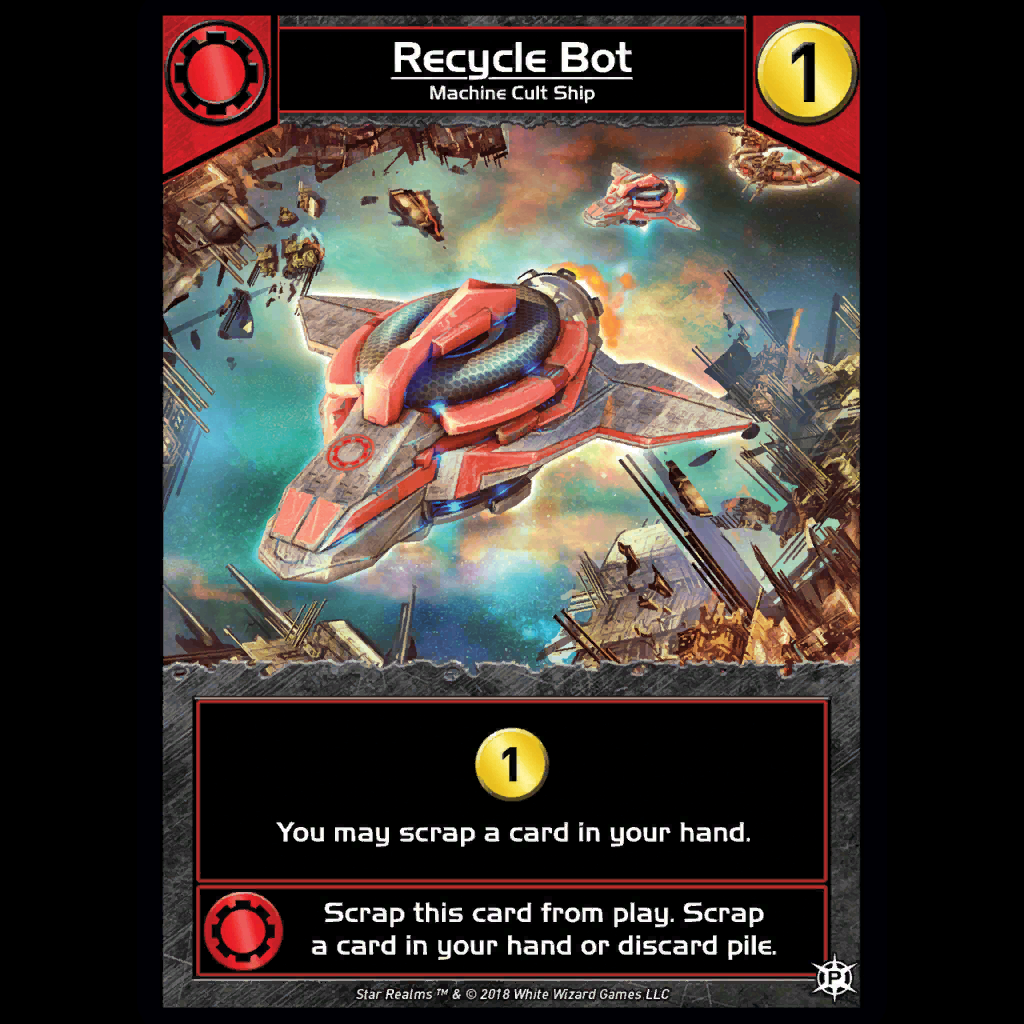 Recycle Bot
Machine Cult Ship
1
1
You may scrap a card in your hand.
Scrap this card from play. Scrap
a card in your hand or discard pile.
P
Star Realms ™ & © 2018 White Wizard Games LLC